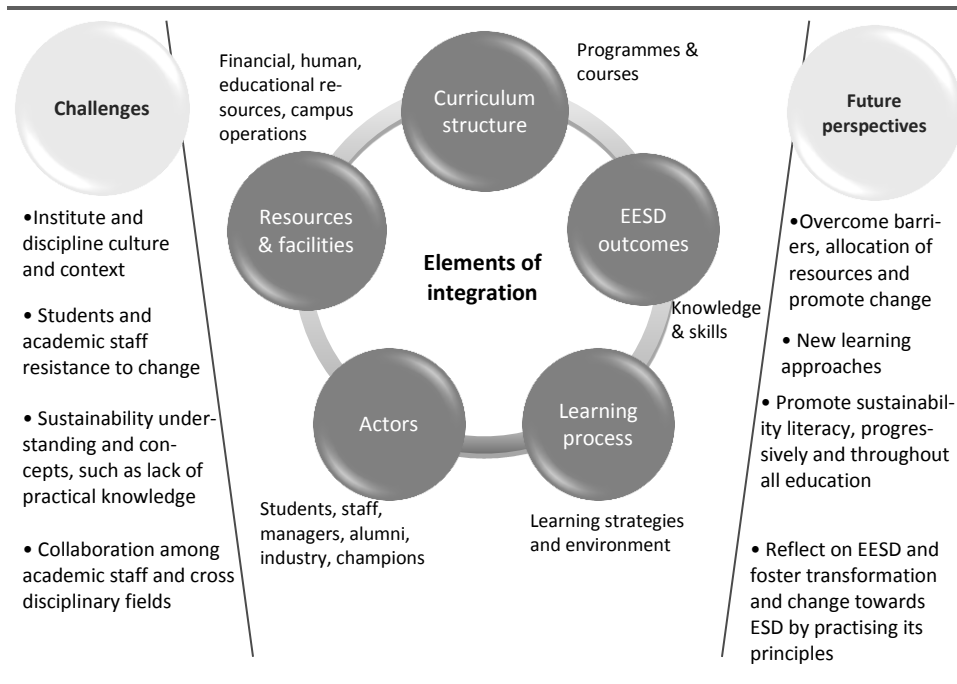 Challenges
•Institute and
discipline culture
and context
• Students and
academic staff
resistance to change
• Sustainability under-
standing and con-
cepts, such as lack of
practical knowledge
• Collaboration among
academic staff and cross
disciplinary fields
Financial, human,
educational re-
sources, campus
operations
Curriculum
structure
Programmes &
courses
Resources
& facilities
EESD
outcomes
Elements of
integration
Knowledge
& skills
Actors
Learning
process
Students, staff,
managers, alumni,
industry, champions
Learning strategies
and environment
Future
perspectives
•Overcome barri-
ers, allocation of
resources and
promote change
• New learning
approaches
• Promote sustainabil-
ity literacy, progres-
sively and throughout
all education
• Reflect on EESD and
foster transformation
and change towards
ESD by practising its
principles